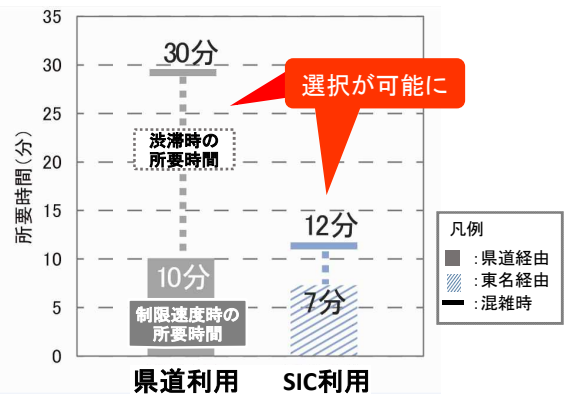 所要時間(分)
35
30
25
20
15
10
5
0
30分
選択が可能に
渋滞時の
所要時間
12分
10分
7分
制限速度時の
所要時間
県道利用
SIC利用
凡例
:県道経由
:東名経由
:混雑時